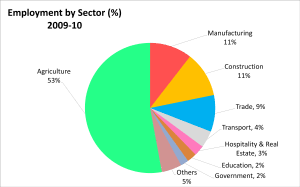 Employment by Sector (%)
2009-10
Manufacturing
11%
Construction
11%
Trade, 9%
Transport, 4%
Hospitality & Real
Estate, 3%
Education, 2%
Government, 2%
Others
5%
Agriculture
53%